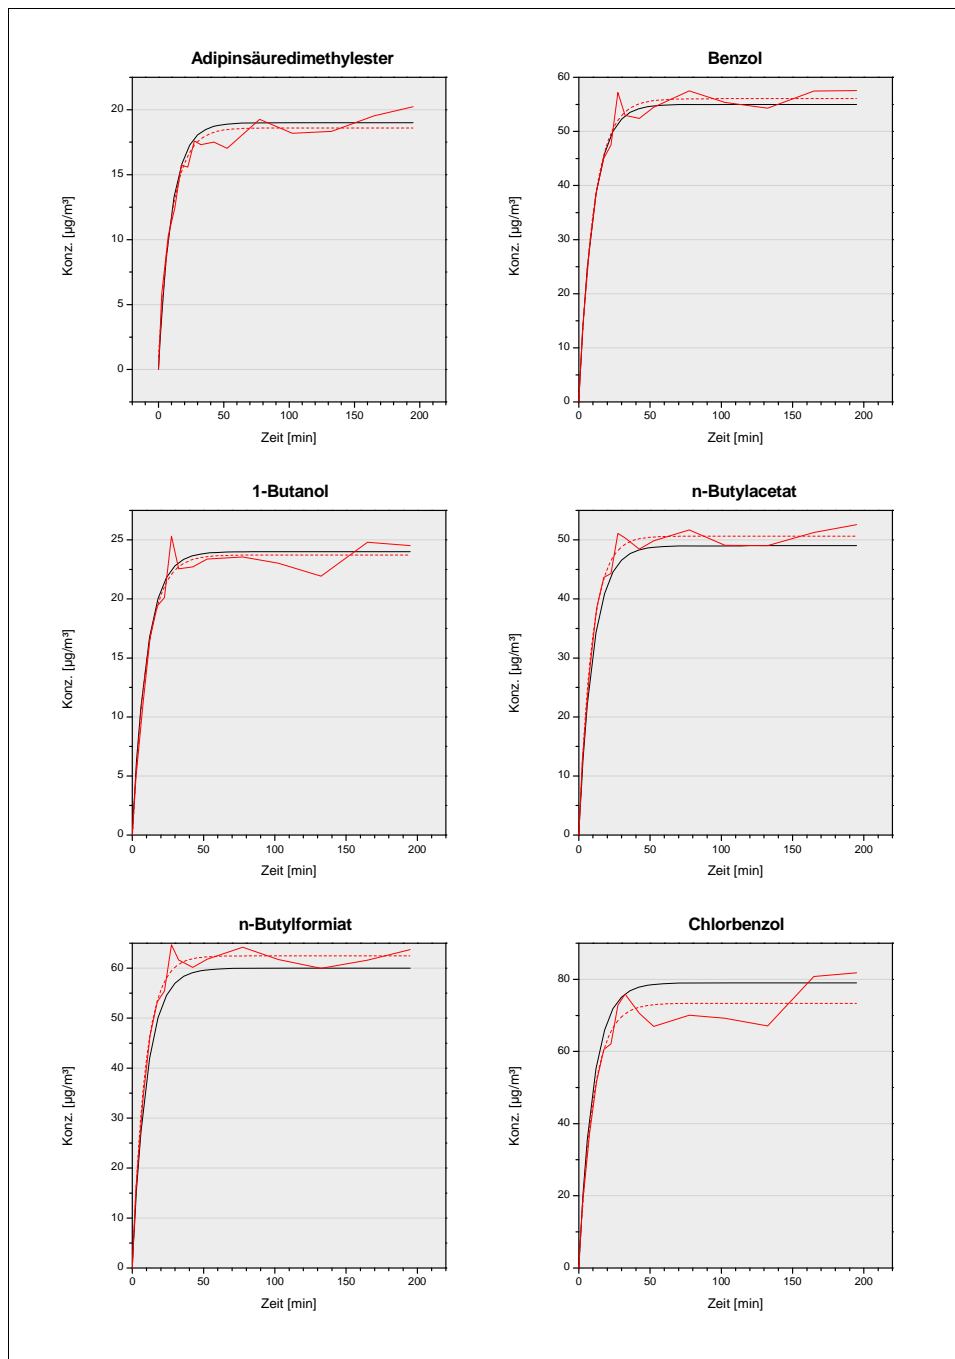 Adipinsäuredimethylester
20
15
10
5
0
Konz. [µg/m³]
0 50 100 150 200
Zeit [min]
Benzol
60
50
40
30
20
10
0
Konz. [µg/m³]
0 50 100 150 200
Zeit [min]
1-Butanol
25
20
15
10
5
0
Konz. [µg/m³]
0 50 100 150 200
Zeit [min]
n-Butylacetat
50
40
30
20
10
0
Konz. [µg/m³]
0 50 100 150 200
Zeit [min]
n-Butylformiat
60
50
40
30
20
10
0
Konz. [µg/m³]
0 50 100 150 200
Zeit [min]
Chlorbenzol
80
60
40
20
0
Konz. [µg/m³]
0 50 100 150 200
Zeit [min]